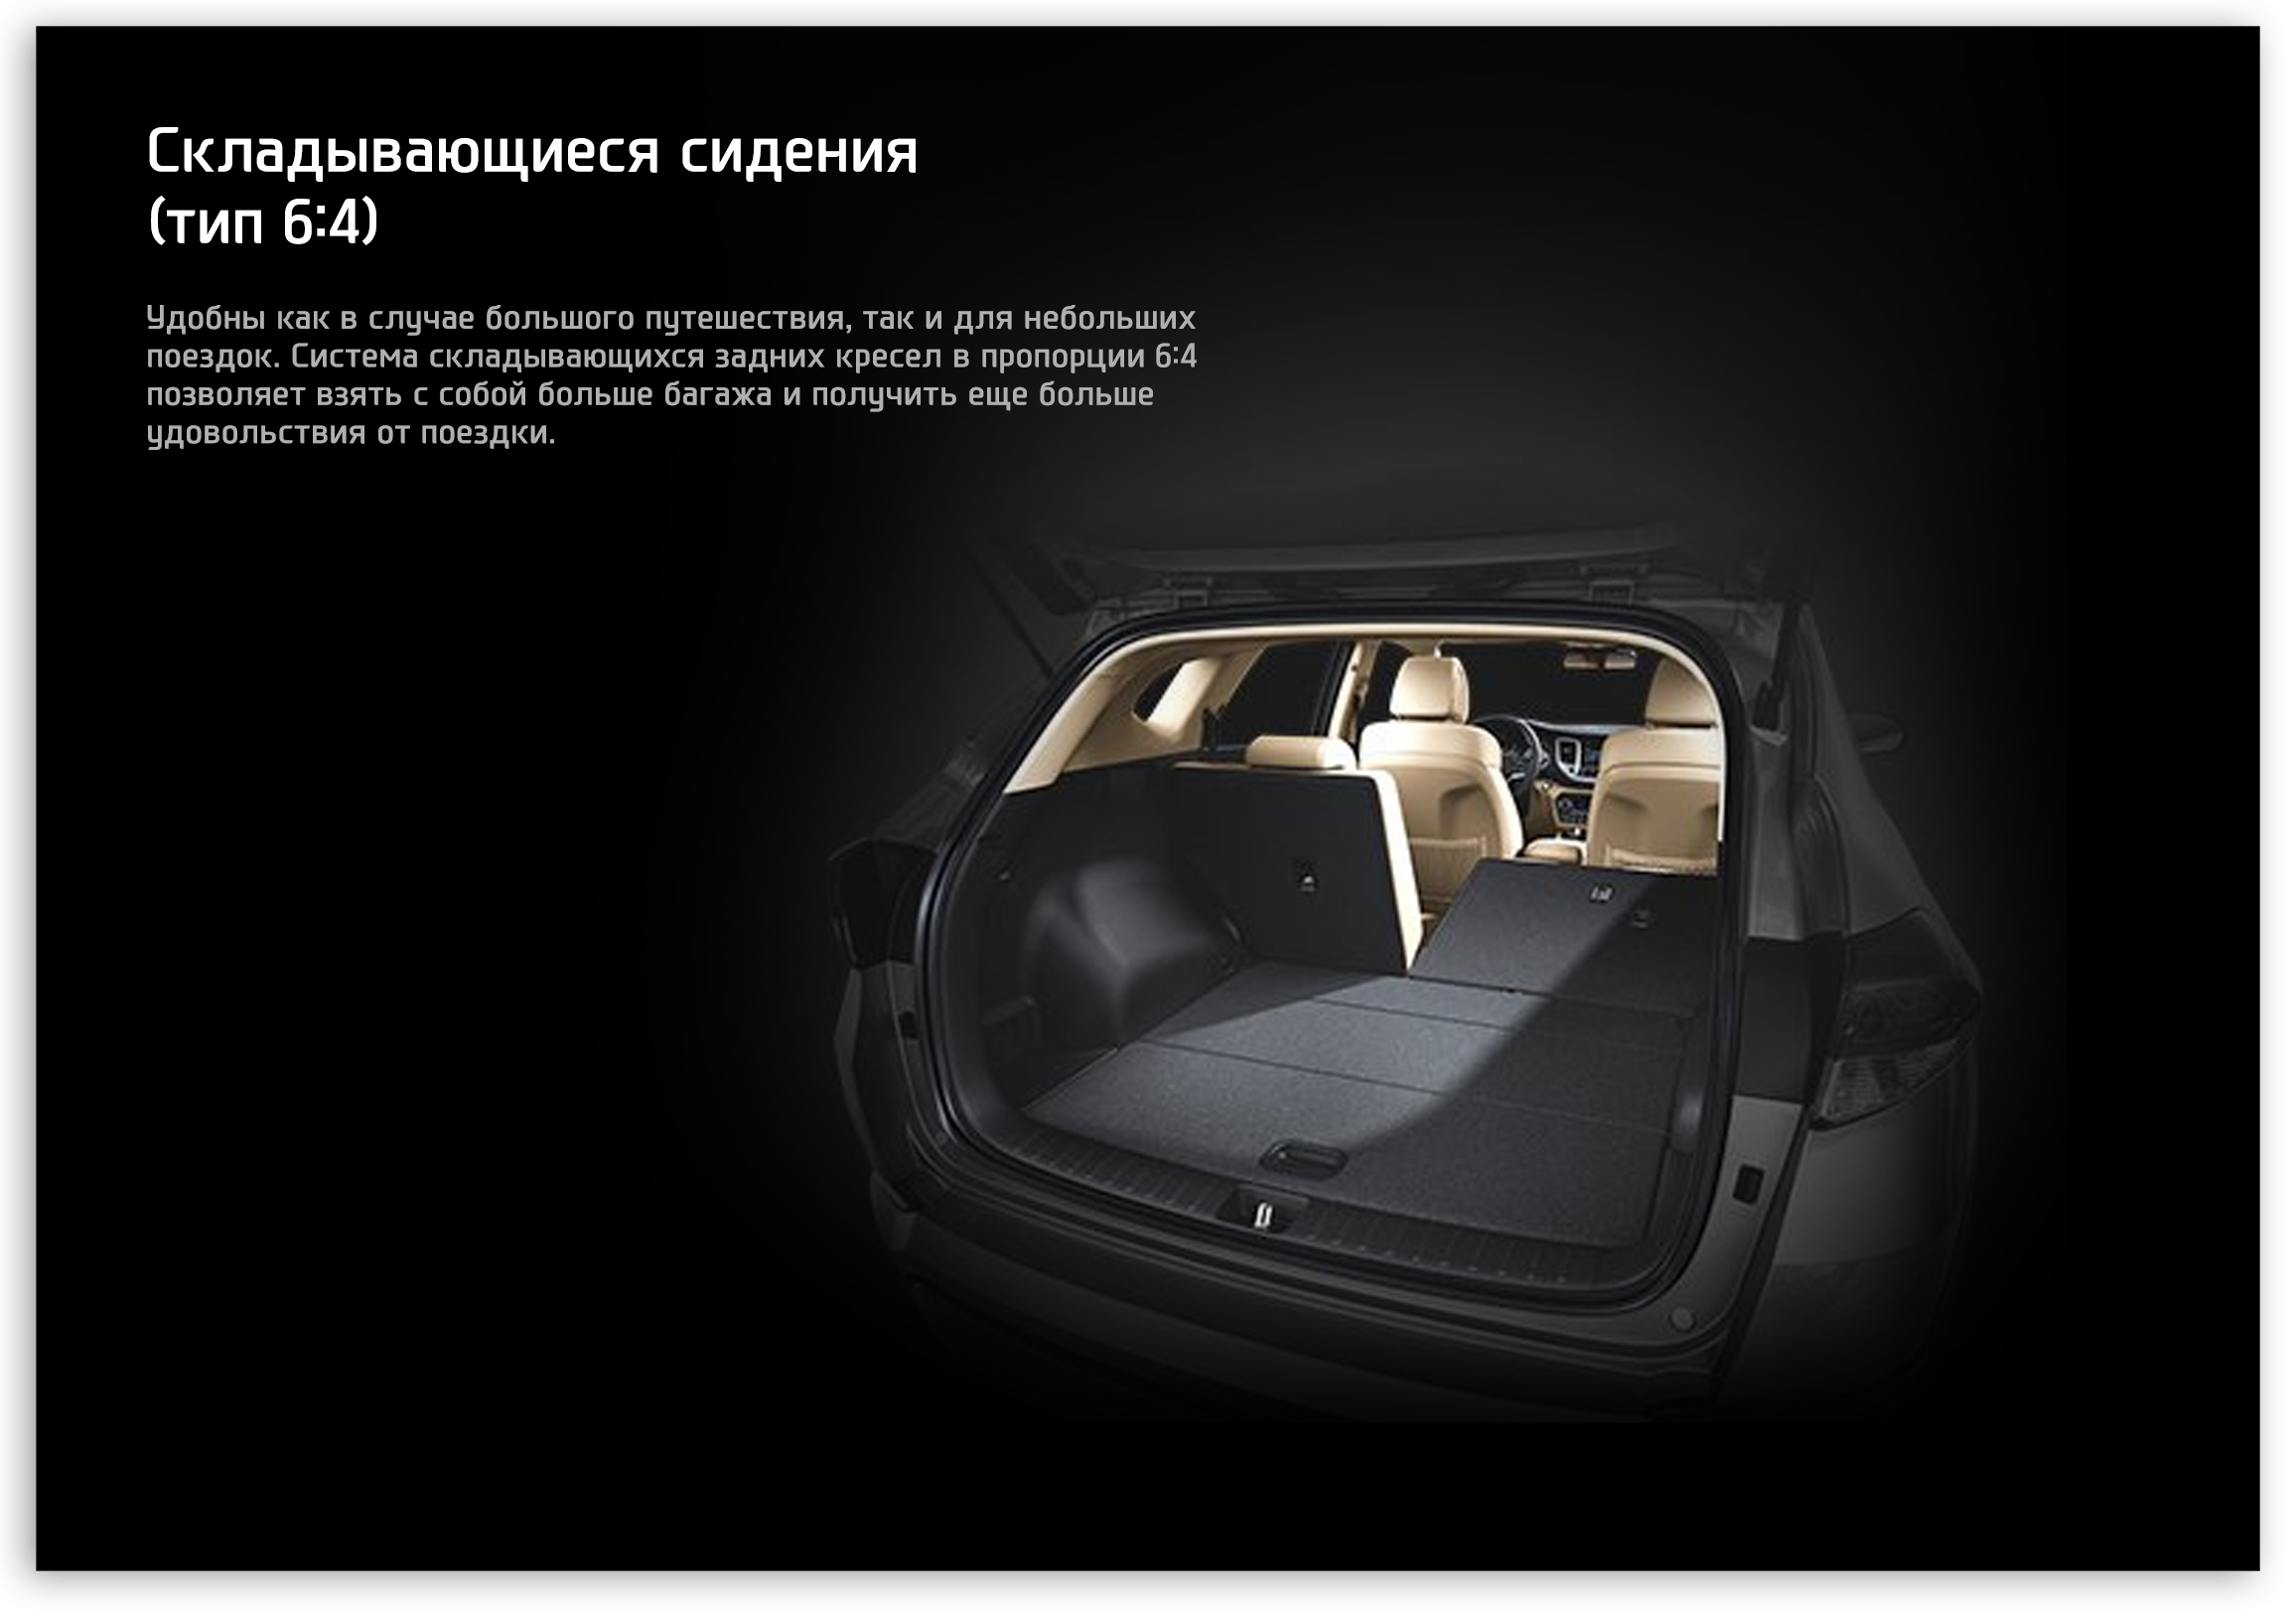 Складывающиеся сидения
(тип 6:4)
Удобны как в случае большого путешествия, так и для небольших
поездок. Система складывающихся задних кресел в пропорции 6:4
позволяет взять с собой больше багажа и получить еще больше
удовольствия от поездки.